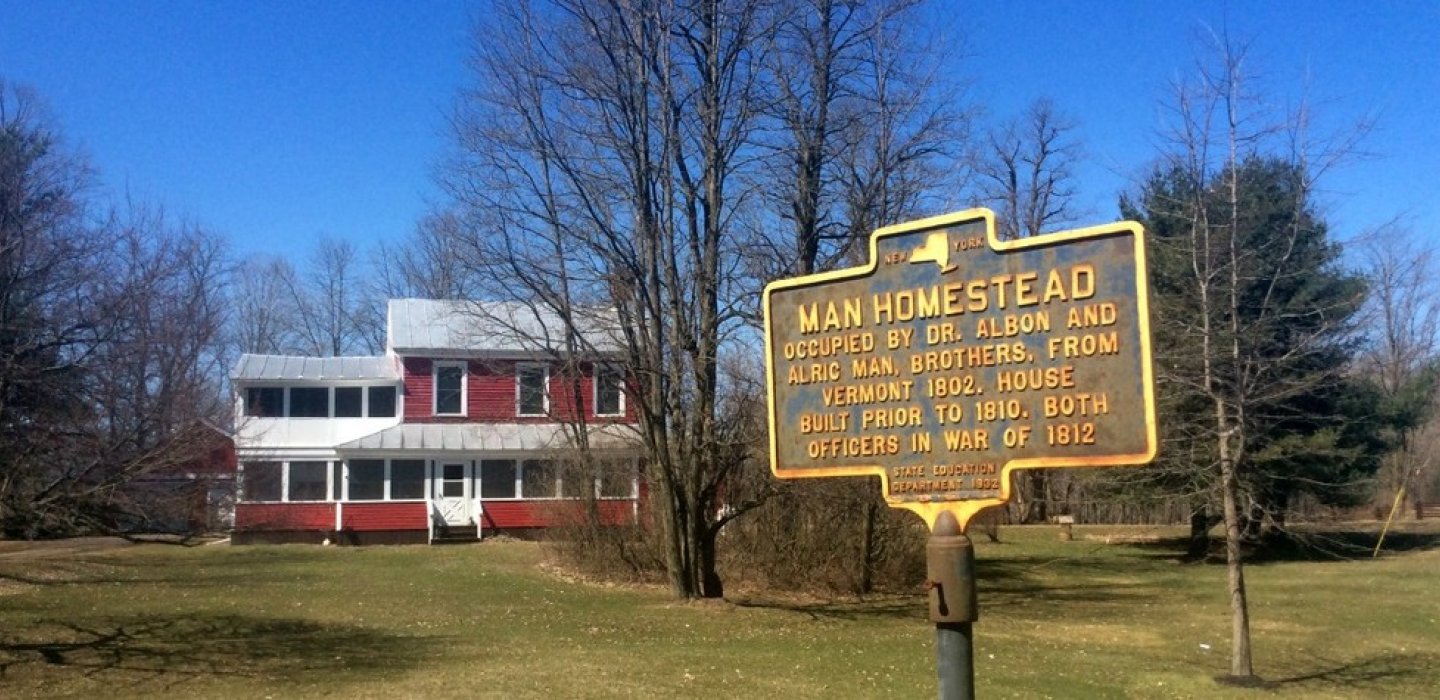 NEW YORK
MAN HOMESTEAD
OCCUPIED BY DR. ALBON AND
ALRIC MAN, BROTHERS, FROM
VERMONT 1802. HOUSE
BUILT PRIOR TO 1810. BOTH
OFFICERS IN WAR OF 1812
STATE EDUCATION
DEPARTMENT 1932